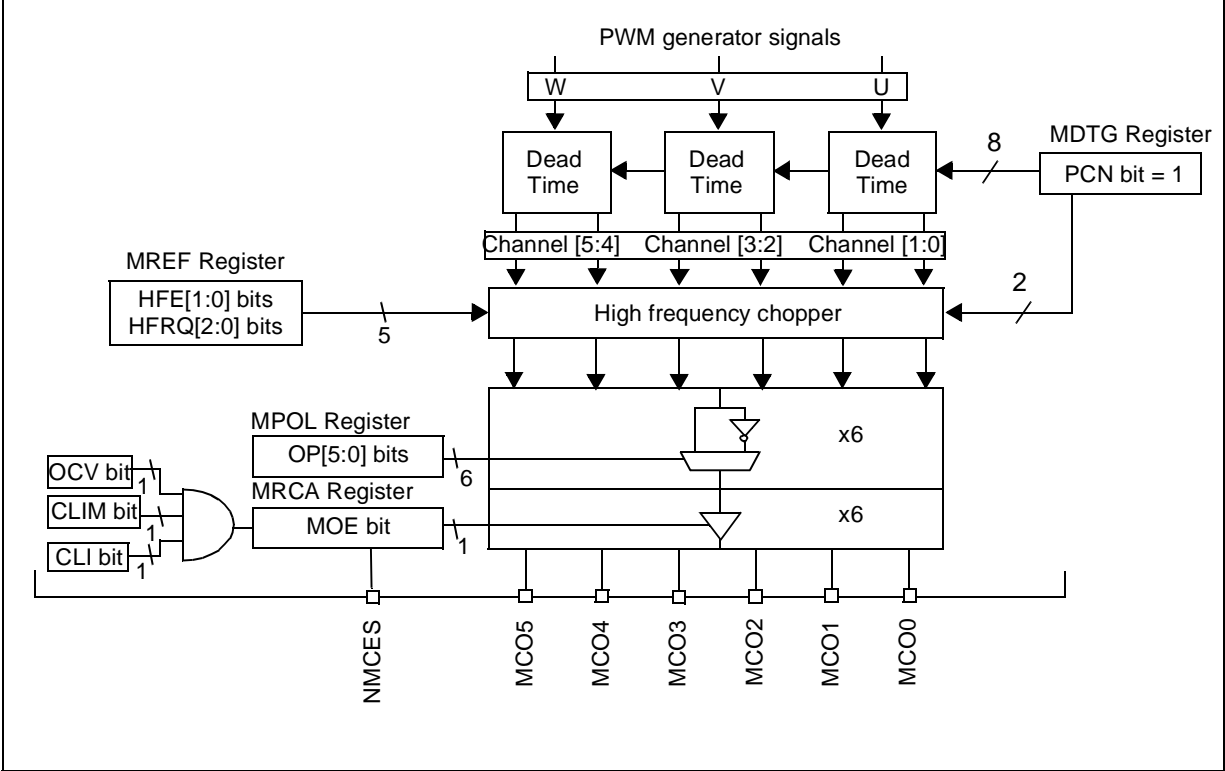 PWM generator signals
W V U
MDTG Register
8
PCN bit = 1
Dead
Time
Dead
Time
Dead
Time
Channel [5:4] Channel [3:2] Channel [1:0]
MREF Register
HFE[1:0] bits
HFRQ[2:0] bits
5
High frequency chopper
2
MPOL Register
OP[5:0] bits
6
x6
OCV bit
1
CLIM bit
1
CLI bit
1
MRCA Register
MOE bit
1
x6
NMCES
MCO5
MCO4
MCO3
MCO2
MCO1
MCO0